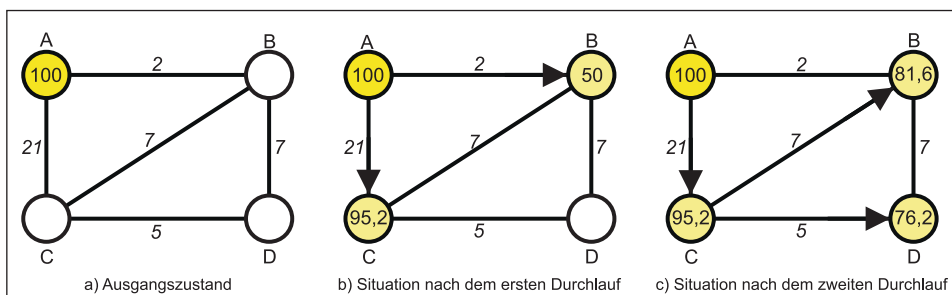 A
B
100
2
21
7
7
5
C
D
a) Ausgangszustand
A
B
100
2
50
21
7
7
95,2
5
C
D
b) Situation nach dem ersten Durchlauf
A
B
100
2
81,6
21
7
7
95,2
5
76,2
C
D
c) Situation nach dem zweiten Durchlauf